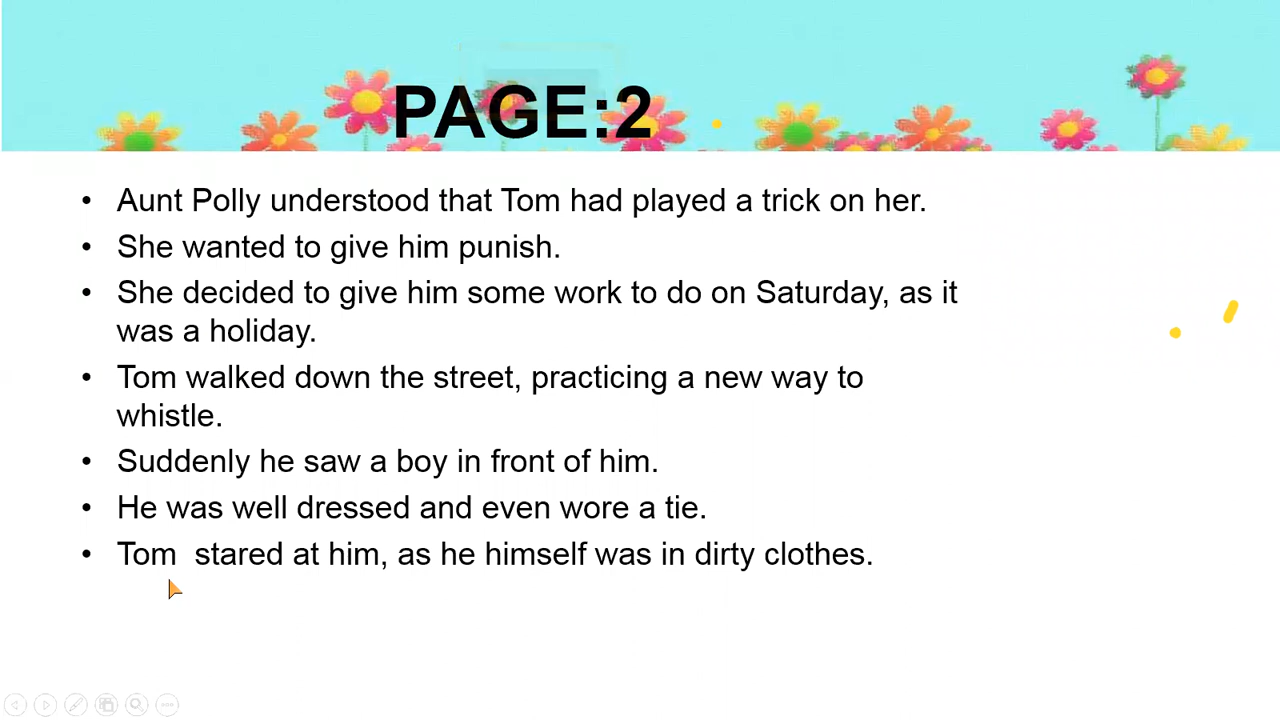 PAGE:2
• Aunt Polly understood that Tom had played a trick on her.
• She wanted to give him punish.
• She decided to give him some work to do on Saturday, as it
was a holiday.
• Tom walked down the street, practicing a new way to
whistle.
• Suddenly he saw a boy in front of him.
• He was well dressed and even wore a tie.
• Tom  stared at him, as he himself was in dirty clothes.